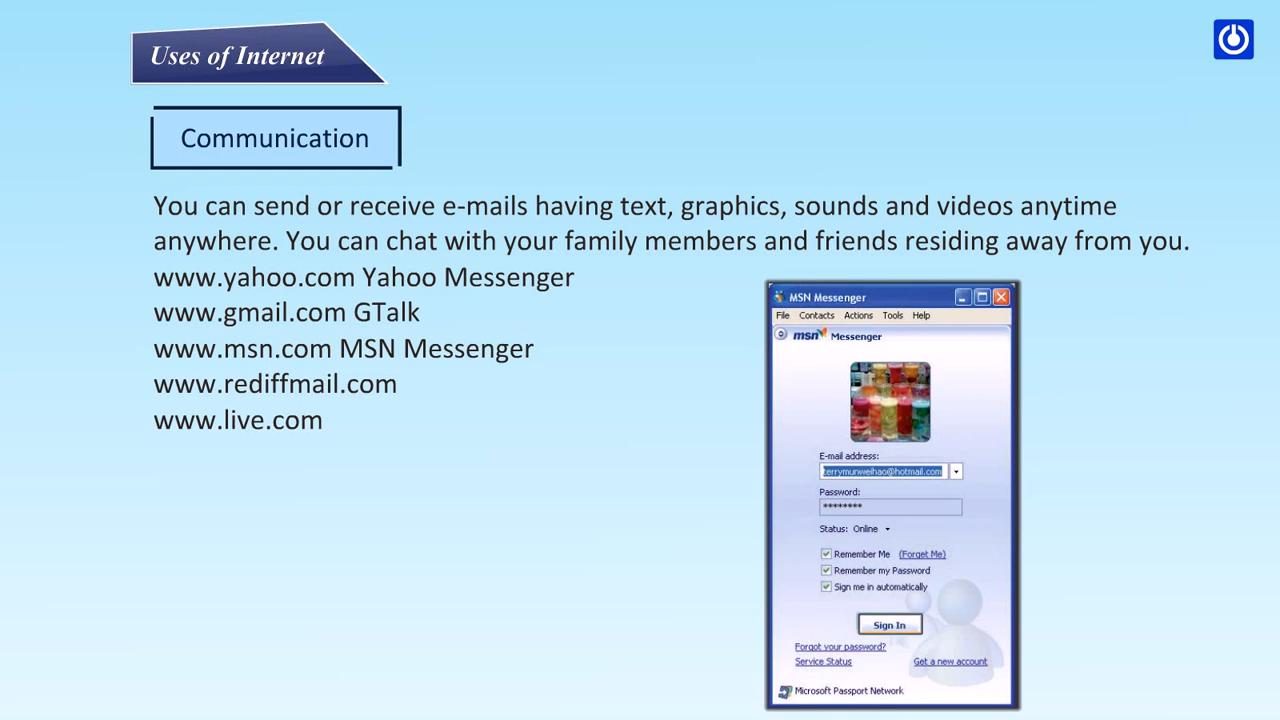 Uses of Internet
Communication
You can send or receive e-mails having text, graphics, sounds and videos anytime
anywhere. You can chat with your family members and friends residing away from you.
www.yahoo.com Yahoo Messenger
www.gmail.com GTalk
www.msn.com MSN Messenger
www.rediffmail.com
www.live.com
MSN Messenger
File Contacts Actions Tools Help
msn Messenger
E-mail address:
terrymunweihao@hotmail.com
Password:
********
Status: Online
Remember Me (Forget Me)
Remember my Password
Sign me in automatically
Sign In
Forgot your password?
Service Status Get a new account
Microsoft Passport Network